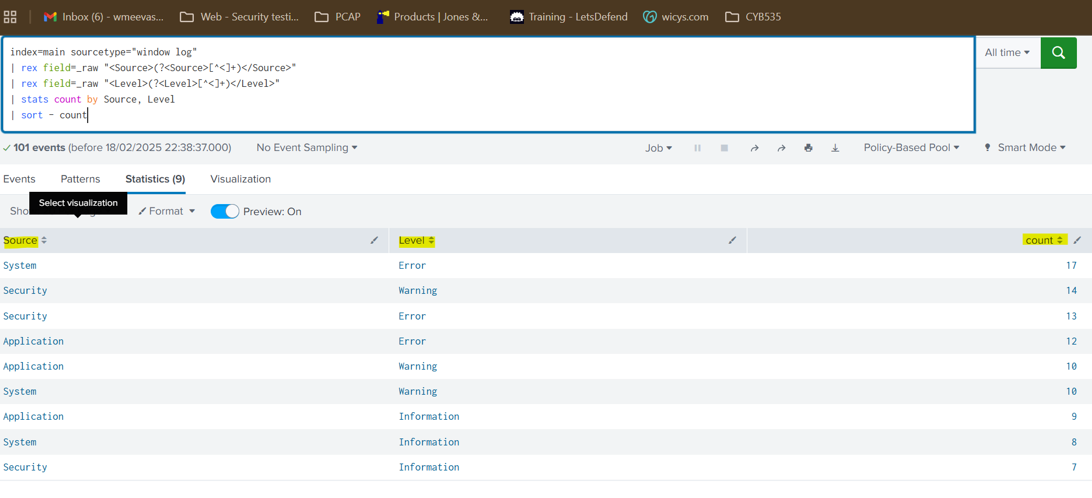 Inbox (6) - wmeevas... Web - Security testi... PCAP Products | Jones &... Training - LetsDefend wicys.com CYB535
index=main sourcetype="window log"
| rex field=_raw "<Source>(?<Source>[^<]+)</Source>"
| rex field=_raw "<Level>(?<Level>[^<]+)</Level>"
| stats count by Source, Level
| sort - count
All time
101 events (before 18/02/2025 22:38:37.000) No Event Sampling Job Policy-Based Pool Smart Mode
Events Patterns Statistics (9) Visualization
Select visualization
Format Preview: On
Source Level count
System Error 17
Security Warning 14
Security Error 13
Application Error 12
Application Warning 10
System Warning 10
Application Information 9
System Information 8
Security Information 7